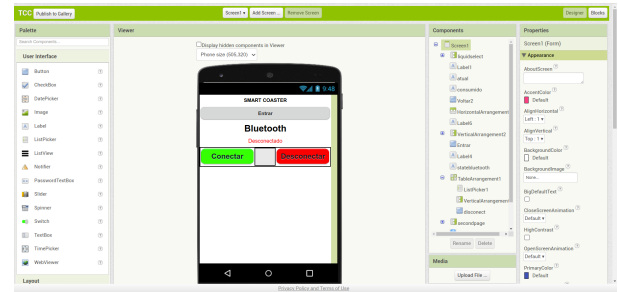 TCC Publish to Gallery Screen1 Add Screen ... Remove Screen Designer Blocks
Palette Viewer Components Properties
Search Components...
User Interface
Button
CheckBox
DatePicker
Image
Label
ListPicker
ListView
Notifier
PasswordTextBox
Slider
Spinner
Switch
TextBox
TimePicker
WebViewer
Layout
Display hidden components in Viewer
Phone size (505,320)
9:48
SMART COASTER
Entrar
Bluetooth
Desconectado
Conectar Desconectar
Screen1
liquidselect
Label1
atual
consumido
Voltar2
HorizontalArrangement
Label6
VerticalArrangement2
Entrar
Label4
statebluetooth
TableArrangement1
ListPicker1
VerticalArrangemen
disconect
secondpage
Rename Delete
Media
Upload File ...
Screen1 (Form)
Appearance
AboutScreen
AccentColor
Default
AlignHorizontal
Left : 1
AlignVertical
Top : 1
BackgroundColor
Default
BackgroundImage
None...
BigDefaultText
CloseScreenAnimation
Default
HighContrast
OpenScreenAnimation
Default
PrimaryColor
Default
Privacy Policy and Terms of Use